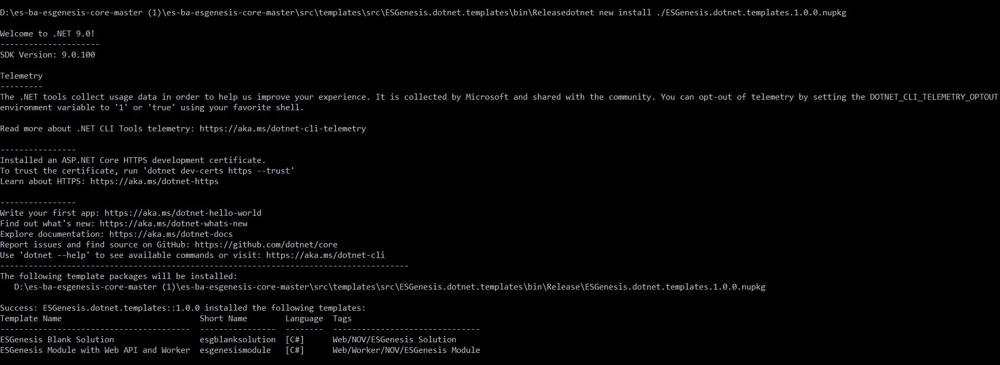 D:\es-ba-esgenesis-core-master (1)\es-ba-esgenesis-core-master\src\templates\src\ESGenesis.dotnet.templates\bin\Releasedotnet new install ./ESGenesis.dotnet.templates.1.0.0.nupkg
Welcome to .NET 9.0!
---------------------
SDK Version: 9.0.100
Telemetry
---------
The .NET tools collect usage data in order to help us improve your experience. It is collected by Microsoft and shared with the community. You can opt-out of telemetry by setting the DOTNET_CLI_TELEMETRY_OPTOUT
environment variable to '1' or 'true' using your favorite shell.
Read more about .NET CLI Tools telemetry: https://aka.ms/dotnet-cli-telemetry
----------------
Installed an ASP.NET Core HTTPS development certificate.
To trust the certificate, run 'dotnet dev-certs https --trust'
Learn about HTTPS: https://aka.ms/dotnet-https
----------------
Write your first app: https://aka.ms/dotnet-hello-world
Find out what's new: https://aka.ms/dotnet-whats-new
Explore documentation: https://aka.ms/dotnet-docs
Report issues and find source on GitHub: https://github.com/dotnet/core
Use 'dotnet --help' to see available commands or visit: https://aka.ms/dotnet-cli
--------------------------------------------------------------------------------------
The following template packages will be installed:
   D:\es-ba-esgenesis-core-master (1)\es-ba-esgenesis-core-master\src\templates\src\ESGenesis.dotnet.templates\bin\Release\ESGenesis.dotnet.templates.1.0.0.nupkg
Success: ESGenesis.dotnet.templates::1.0.0 installed the following templates:
Template Name                             Short Name        Language  Tags
----------------------------------------  ----------------  --------  -------------------------------
ESGenesis Blank Solution                  esgblanksolution  [C#]      Web/NOV/ESGenesis Solution
ESGenesis Module with Web API and Worker  esgenesismodule   [C#]      Web/Worker/NOV/ESGenesis Module